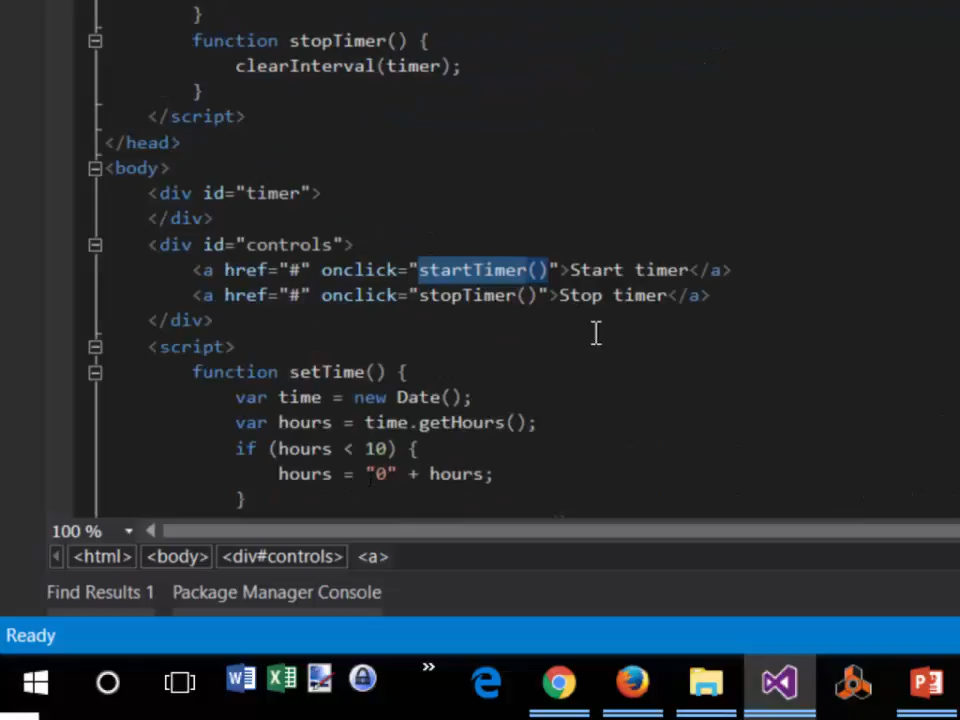 }
function stopTimer() {
clearInterval(timer);
}
</script>
</head>
<body>
<div id="timer">
</div>
<div id="controls">
<a href="#" onclick="startTimer()">Start timer</a>
<a href="#" onclick="stopTimer()">Stop timer</a>
</div>
<script>
function setTime() {
var time = new Date();
var hours = time.getHours();
if (hours < 10) {
hours = "0" + hours;
}
100 %
<html> <body> <div#controls> <a>
Find Results 1 Package Manager Console
Ready